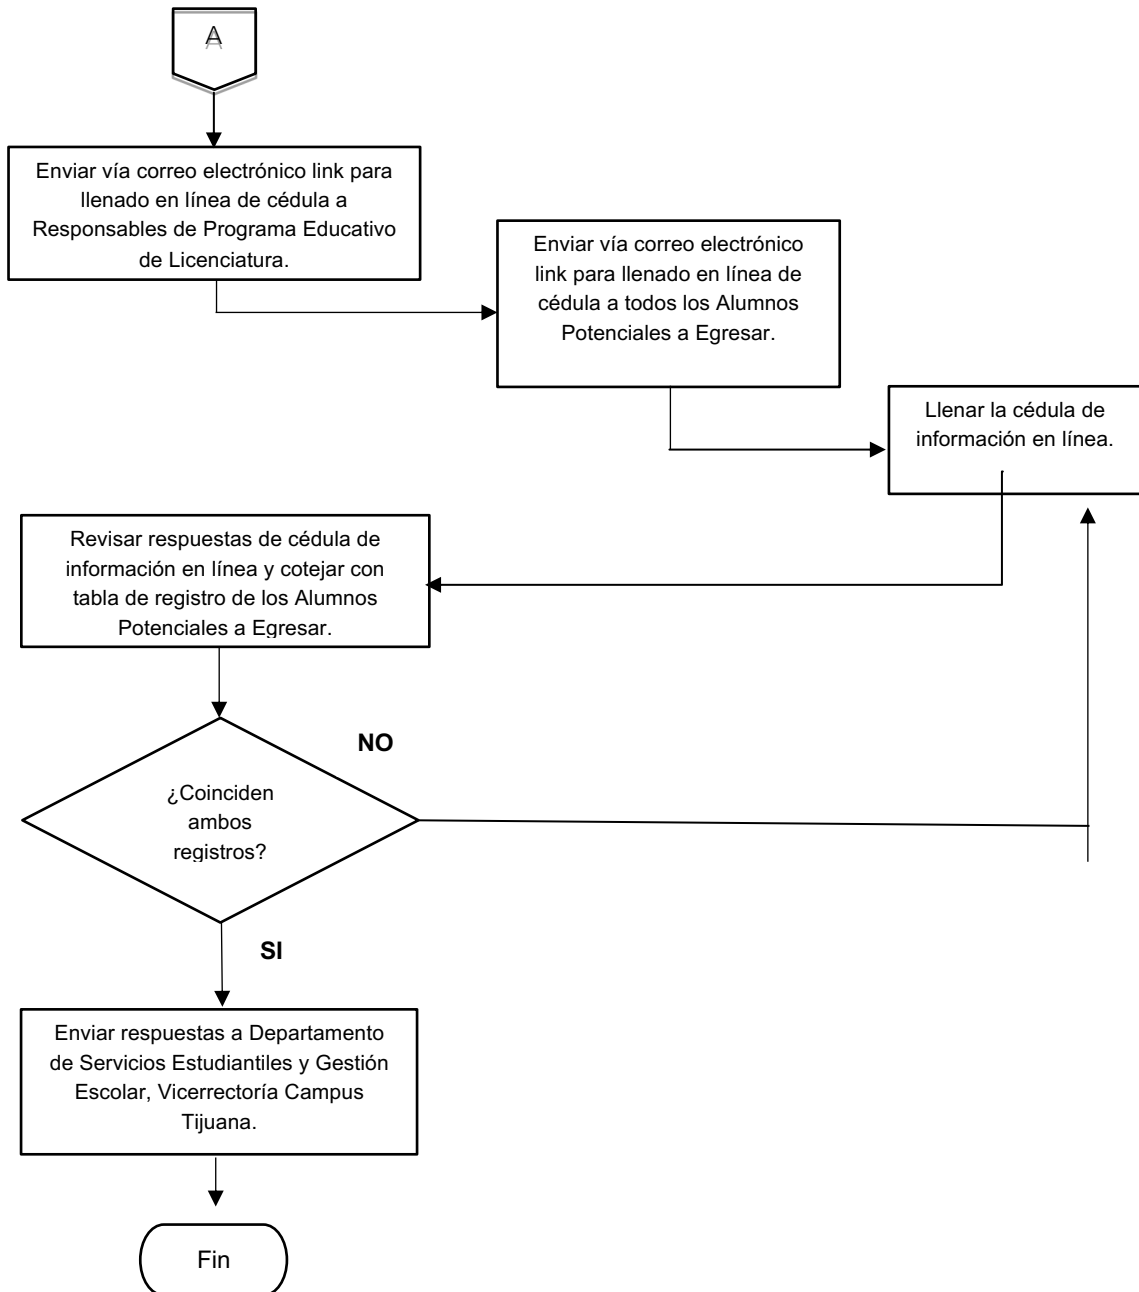 A
Enviar vía correo electrónico link para
llenado en línea de cédula a
Responsables de Programa Educativo
de Licenciatura.
Enviar vía correo electrónico
link para llenado en línea de
cédula a todos los Alumnos
Potenciales a Egresar.
Llenar la cédula de
información en línea.
Revisar respuestas de cédula de
información en línea y cotejar con
tabla de registro de los Alumnos
Potenciales a Egresar.
NO
¿Coinciden
ambos
registros?
SI
Enviar respuestas a Departamento
de Servicios Estudiantiles y Gestión
Escolar, Vicerrectoría Campus
Tijuana.
Fin